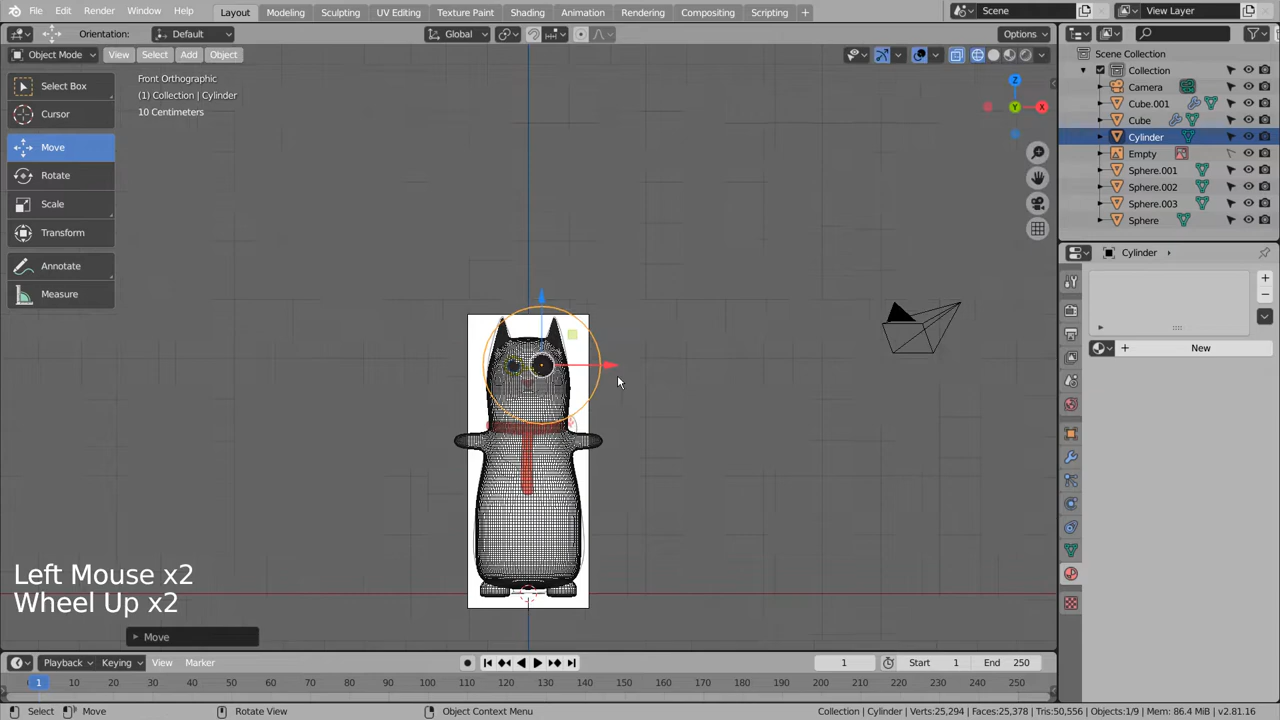 File Edit Render Window Help Layout Modeling Sculpting UV Editing Texture Paint Shading Animation Rendering Compositing Scripting + Scene View Layer
Orientation: Default Global Options
Object Mode View Select Add Object
Scene Collection
Collection
Camera
Cube.001
Cube
Cylinder
Empty
Sphere.001
Sphere.002
Sphere.003
Sphere
Front Orthographic
(1) Collection | Cylinder
10 Centimeters
Select Box
Cursor
Move
Rotate
Scale
Transform
Annotate
Measure
Z
Y
X
Cylinder
New
Left Mouse x2
Wheel Up x2
Move
Playback Keying View Marker 1 Start 1 End 250
1 10 20 30 40 50 60 70 80 90 100 110 120 130 140 150 160 170 180 190 200 210 220 230 240 250
Select Move Rotate View Object Context Menu Collection | Cylinder | Verts:25,294 | Faces:25,378 | Tris:50,556 | Objects:1/9 | Mem: 86.4 MiB | v2.81.16